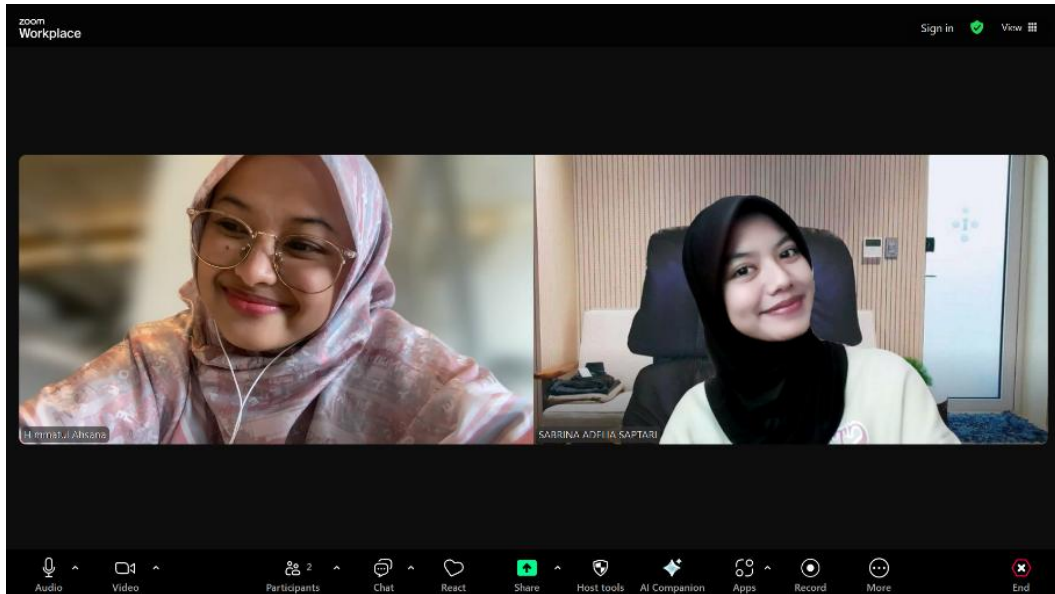 zoom
Workplace
Sign in
View
Himmatul Ahsana
SABRINA ADELIA SAPTARI
Audio
Video
Participants
2
Chat
React
Share
Host tools
AI Companion
Apps
Record
More
End